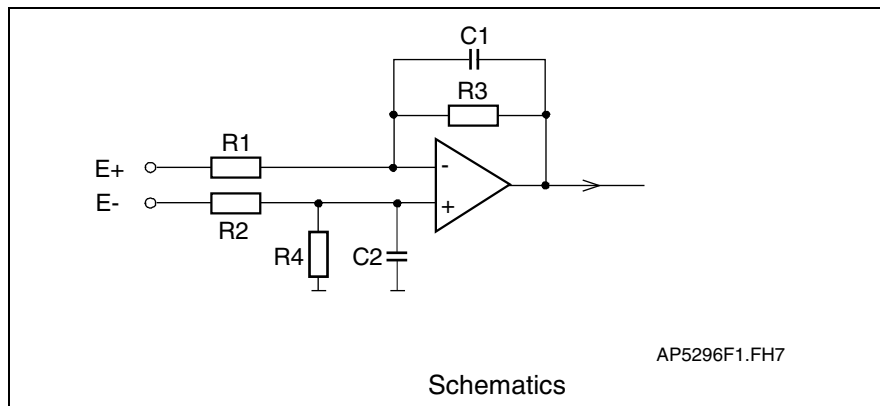 C1
R3
R1
E+
-
E-
+
R2
R4
C2
AP5296F1.FH7
Schematics